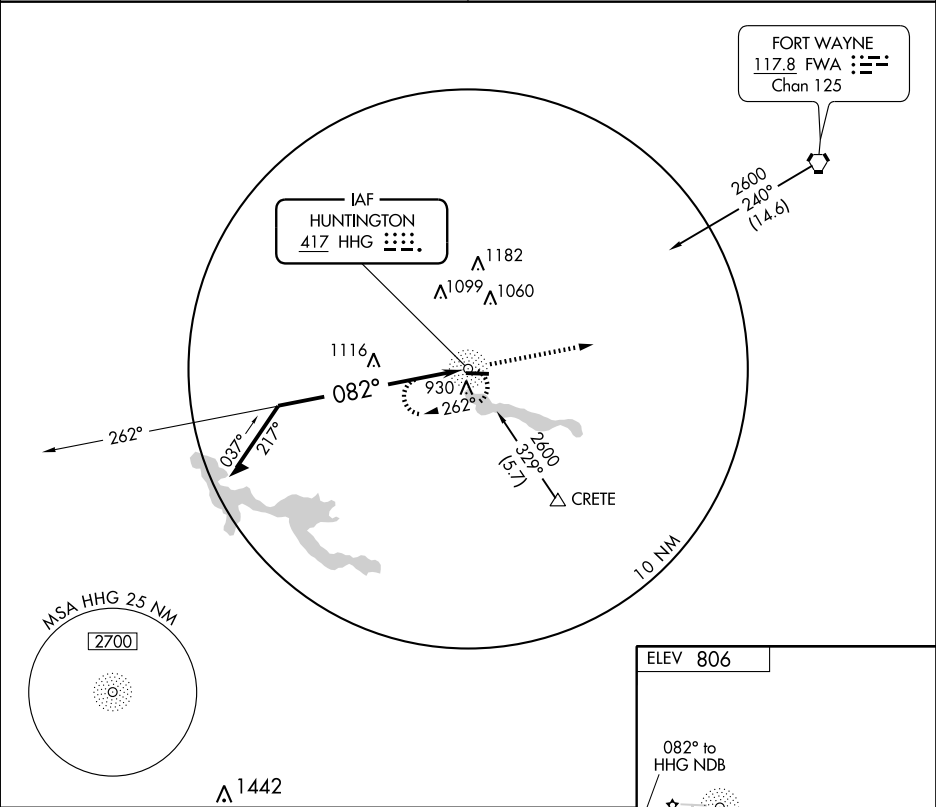 FORT WAYNE
117.8 FWA
Chan 125
2600
240°
(14.6)
IAF
HUNTINGTON
417 HHG
1182
1099
1060
1116
930
082°
262°
262°
037°
217°
2600
329°
(5.7)
CRETE
10 NM
MSA HHG 25 NM
2700
1442
ELEV 806
082° to
HHG NDB